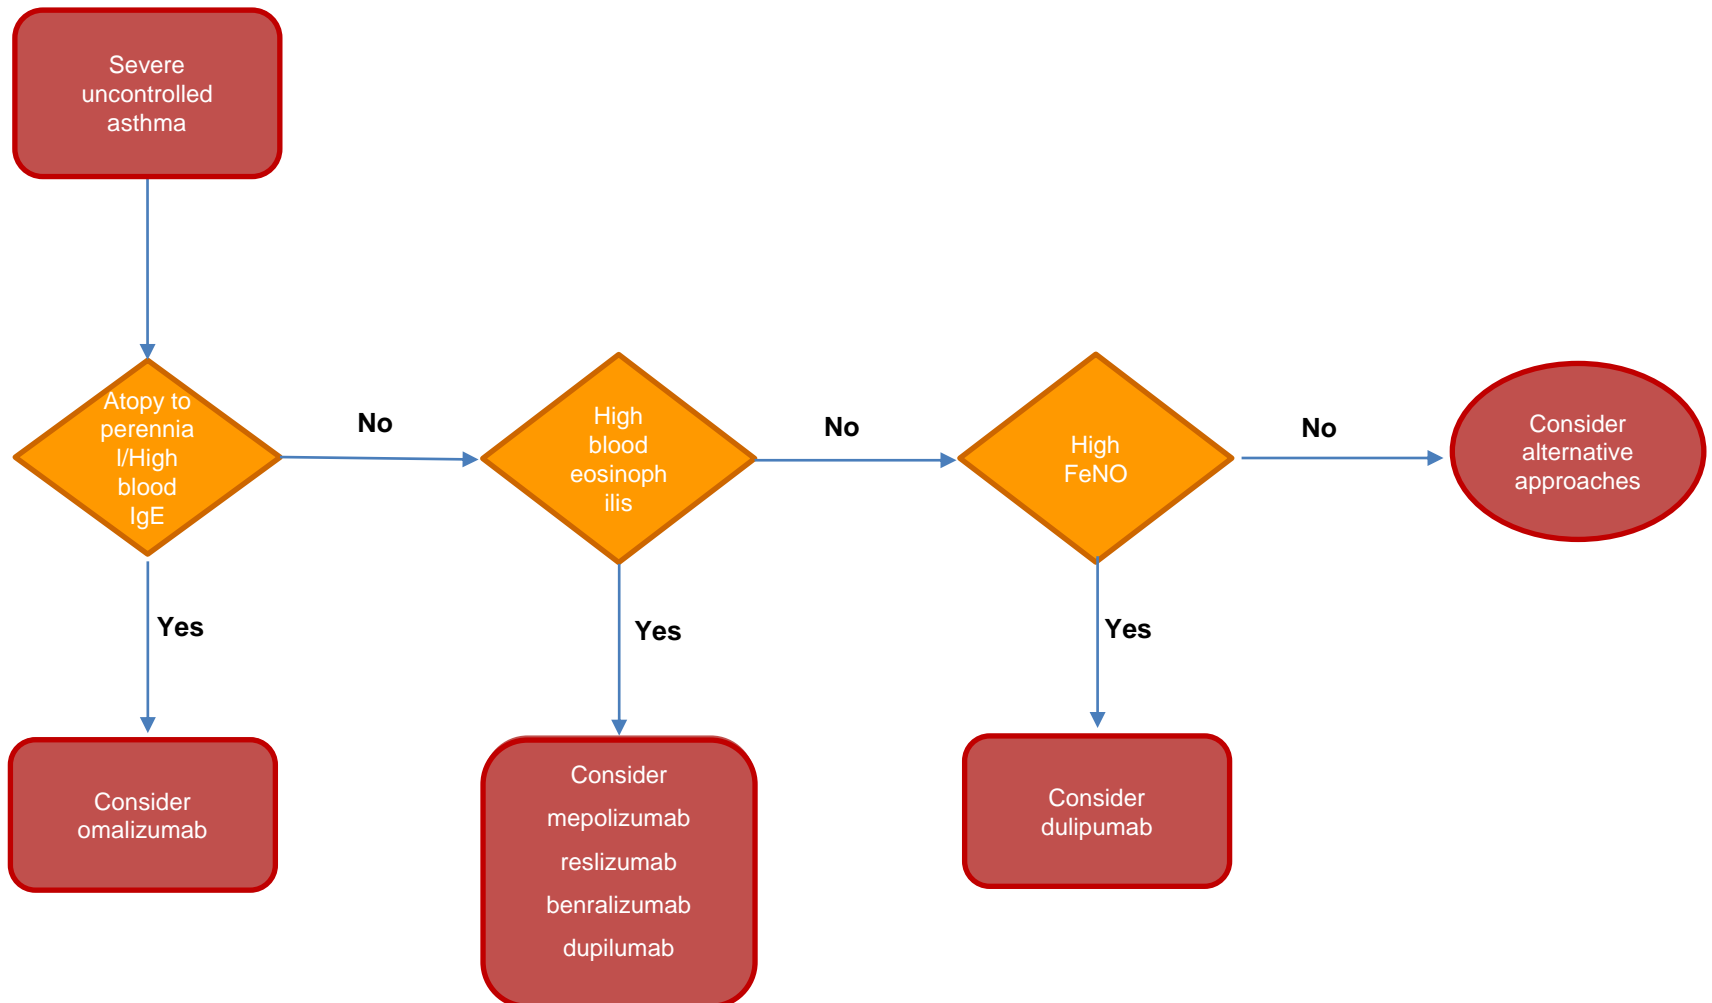 Severe
uncontrolled
asthma
Atopy to
perennia
l/High
blood
IgE
No
High
blood
eosinoph
ilis
No
High
FeNO
No
Consider
alternative
approaches
Yes
Yes
Yes
Consider
omalizumab
Consider
mepolizumab
reslizumab
benralizumab
dupilumab
Consider
dulipumab